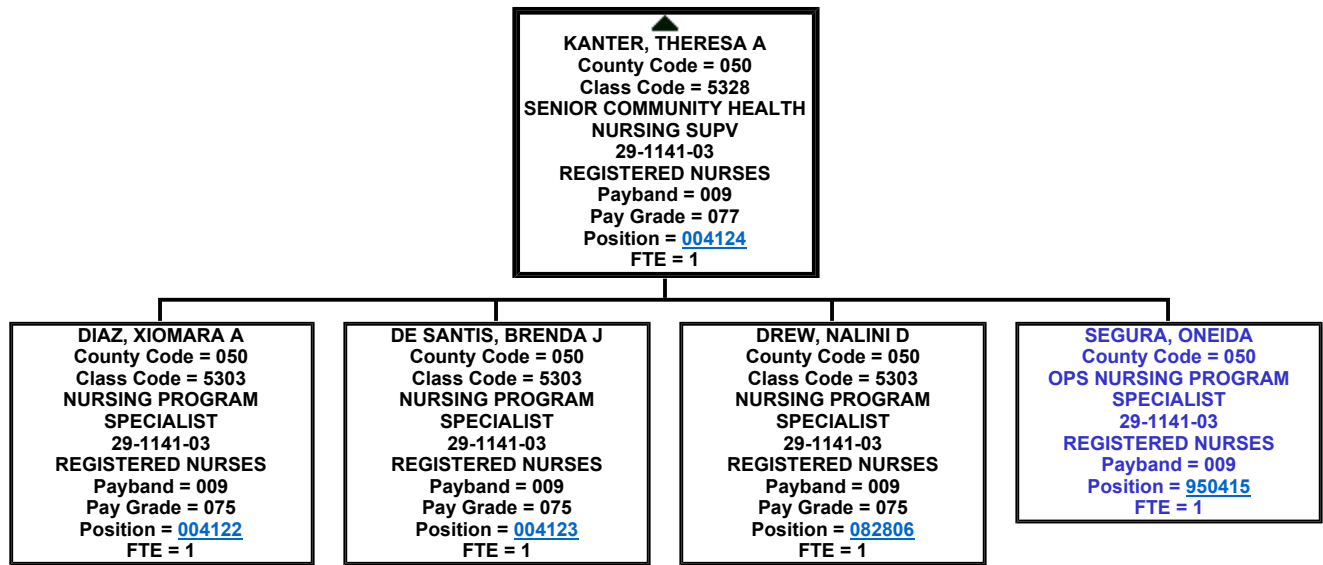 KANTER, THERESA A
County Code = 050
Class Code = 5328
SENIOR COMMUNITY HEALTH
NURSING SUPV
29-1141-03
REGISTERED NURSES
Payband = 009
Pay Grade = 077
Position = 004124
FTE = 1
DIAZ, XIOMARA A
County Code = 050
Class Code = 5303
NURSING PROGRAM
SPECIALIST
29-1141-03
REGISTERED NURSES
Payband = 009
Pay Grade = 075
Position = 004122
FTE = 1
DE SANTIS, BRENDA J
County Code = 050
Class Code = 5303
NURSING PROGRAM
SPECIALIST
29-1141-03
REGISTERED NURSES
Payband = 009
Pay Grade = 075
Position = 004123
FTE = 1
DREW, NALINI D
County Code = 050
Class Code = 5303
NURSING PROGRAM
SPECIALIST
29-1141-03
REGISTERED NURSES
Payband = 009
Pay Grade = 075
Position = 082806
FTE = 1
SEGURA, ONEIDA
County Code = 050
OPS NURSING PROGRAM
SPECIALIST
29-1141-03
REGISTERED NURSES
Payband = 009
Position = 950415
FTE = 1